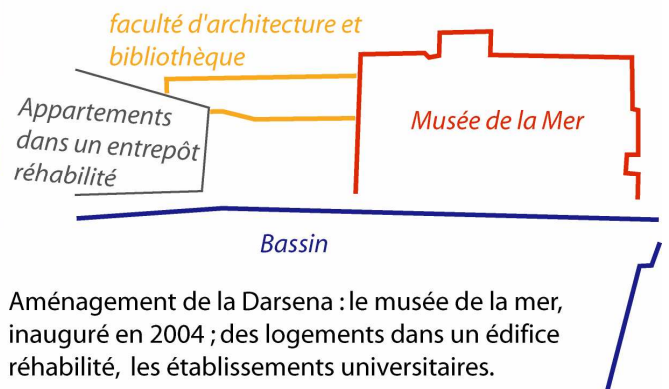 faculté d'architecture et
bibliothèque
Appartements
dans un entrepôt
réhabilité
Musée de la Mer
Bassin
Aménagement de la Darsena : le musée de la mer,
inauguré en 2004 ; des logements dans un édifice
réhabilité, les établissements universitaires.